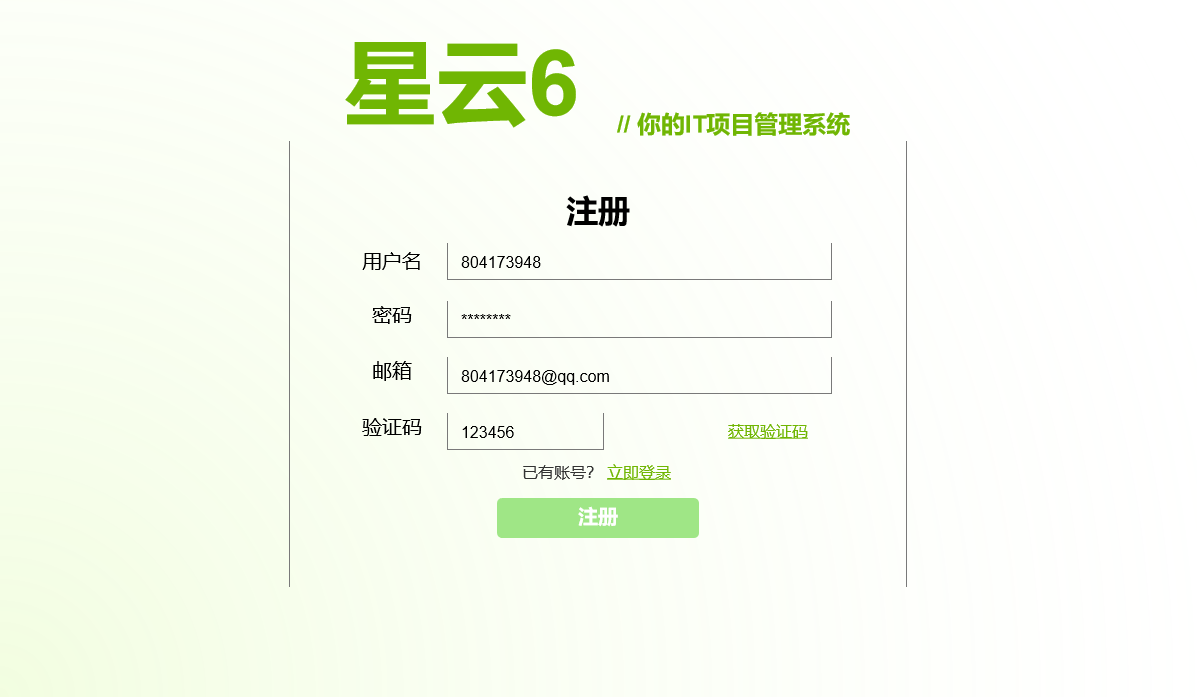 星云6
// 你的IT项目管理系统
注册
用户名 804173948
密码 ********
邮箱 804173948@qq.com
验证码 123456 获取验证码
已有账号? 立即登录
注册